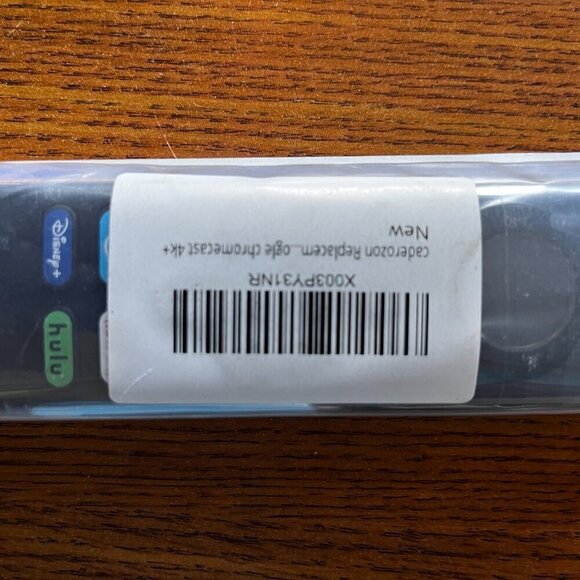 X003PY31NR
caderozon Replacem...ogle chromecast 4k+
New
Disney+
hulu